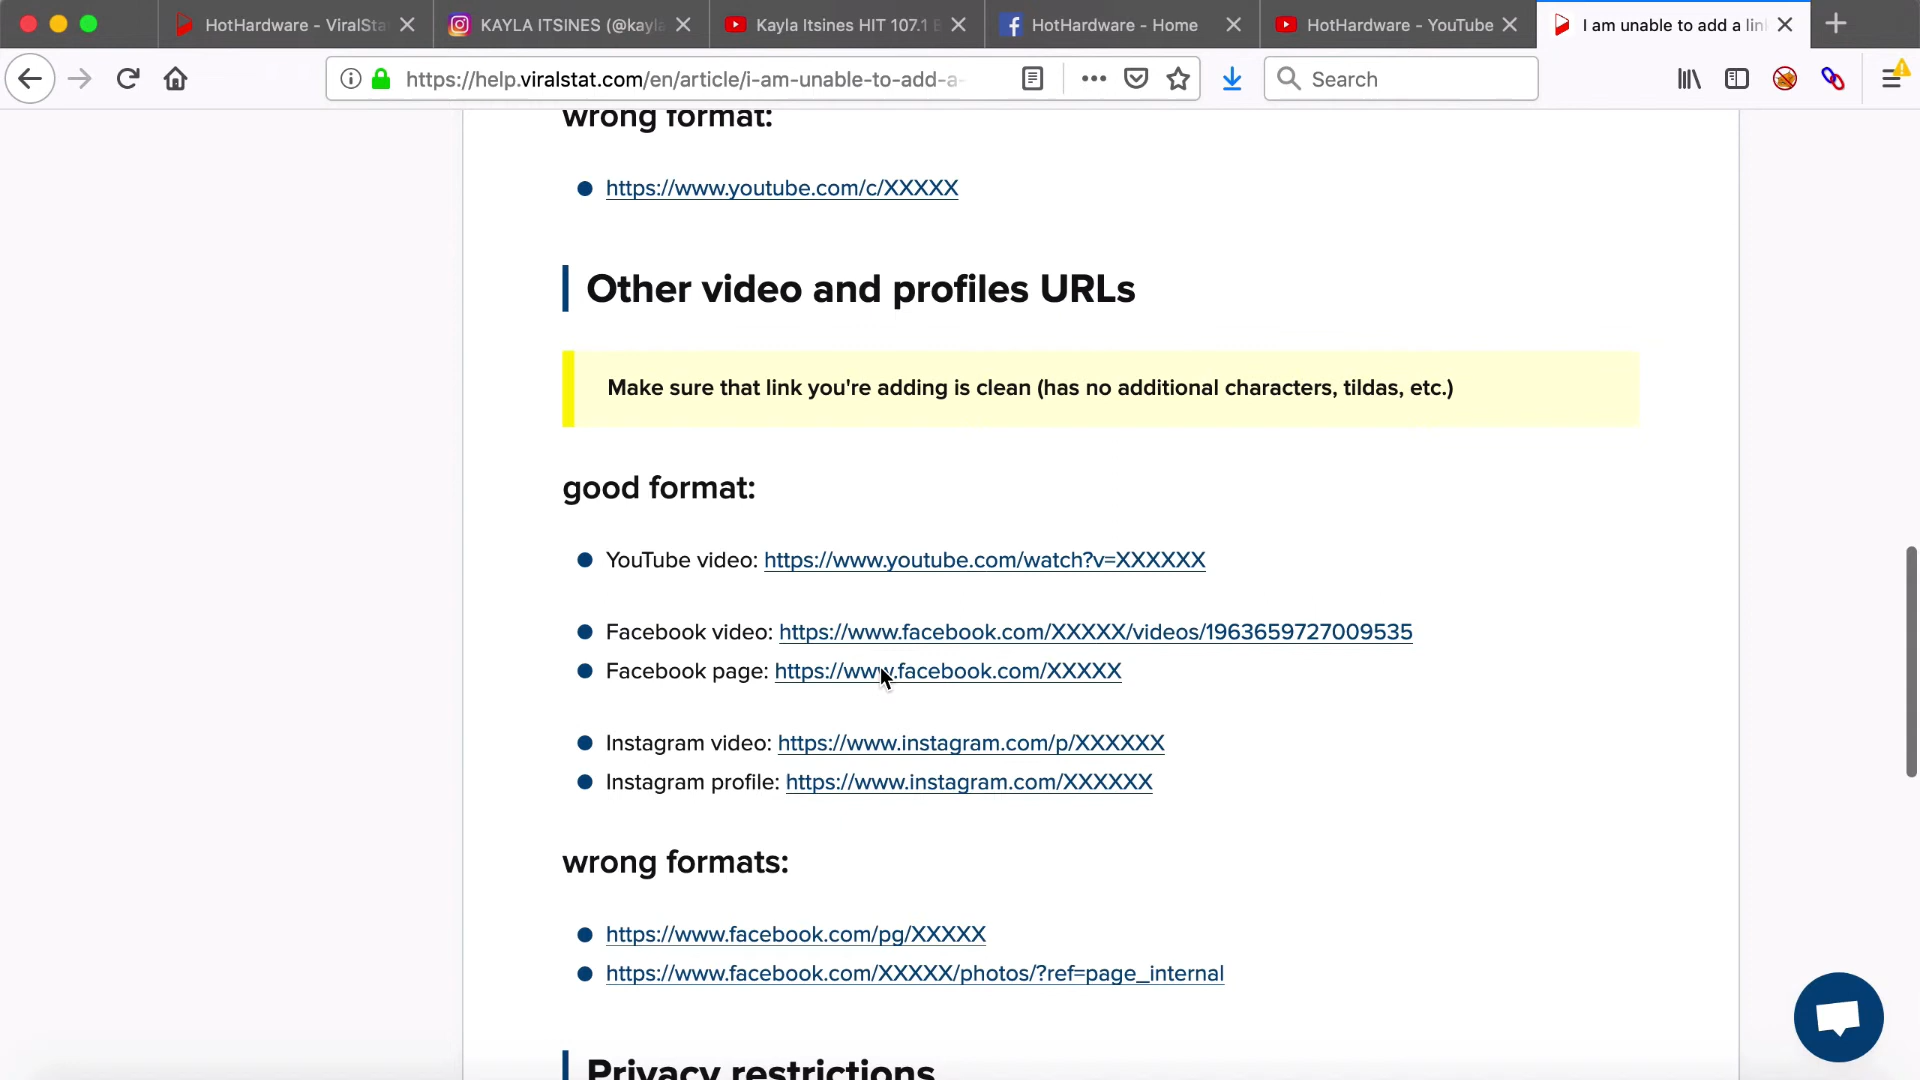 HotHardware - ViralSta
KAYLA ITSINES (@kayla
Kayla Itsines HIT 107.1
HotHardware - Home
HotHardware - YouTube
I am unable to add a lin
https://help.viralstat.com/en/article/i-am-unable-to-add-a-
Search
wrong format:
https://www.youtube.com/c/XXXXX
Other video and profiles URLs
Make sure that link you're adding is clean (has no additional characters, tildas, etc.)
good format:
YouTube video: https://www.youtube.com/watch?v=XXXXXX
Facebook video: https://www.facebook.com/XXXXX/videos/1963659727009535
Facebook page: https://www.facebook.com/XXXXX
Instagram video: https://www.instagram.com/p/XXXXXX
Instagram profile: https://www.instagram.com/XXXXXX
wrong formats:
https://www.facebook.com/pg/XXXXX
https://www.facebook.com/XXXXX/photos/?ref=page_internal
Privacy restrictions